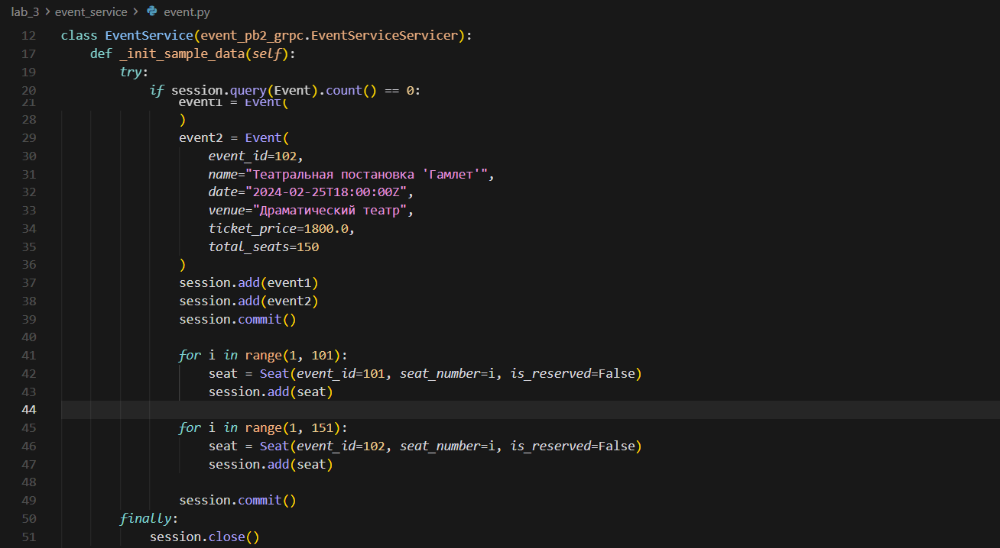 lab_3 > event_service > event.py
12 class EventService(event_pb2_grpc.EventServiceServicer):
17 def _init_sample_data(self):
19 try:
20 if session.query(Event).count() == 0:
21 event1 = Event(
28 )
29 event2 = Event(
30 event_id=102,
31 name="Театральная постановка 'Гамлет'",
32 date="2024-02-25T18:00:00Z",
33 venue="Драматический театр",
34 ticket_price=1800.0,
35 total_seats=150
36 )
37 session.add(event1)
38 session.add(event2)
39 session.commit()
40
41 for i in range(1, 101):
42 seat = Seat(event_id=101, seat_number=i, is_reserved=False)
43 session.add(seat)
44
45 for i in range(1, 151):
46 seat = Seat(event_id=102, seat_number=i, is_reserved=False)
47 session.add(seat)
48
49 session.commit()
50 finally:
51 session.close()